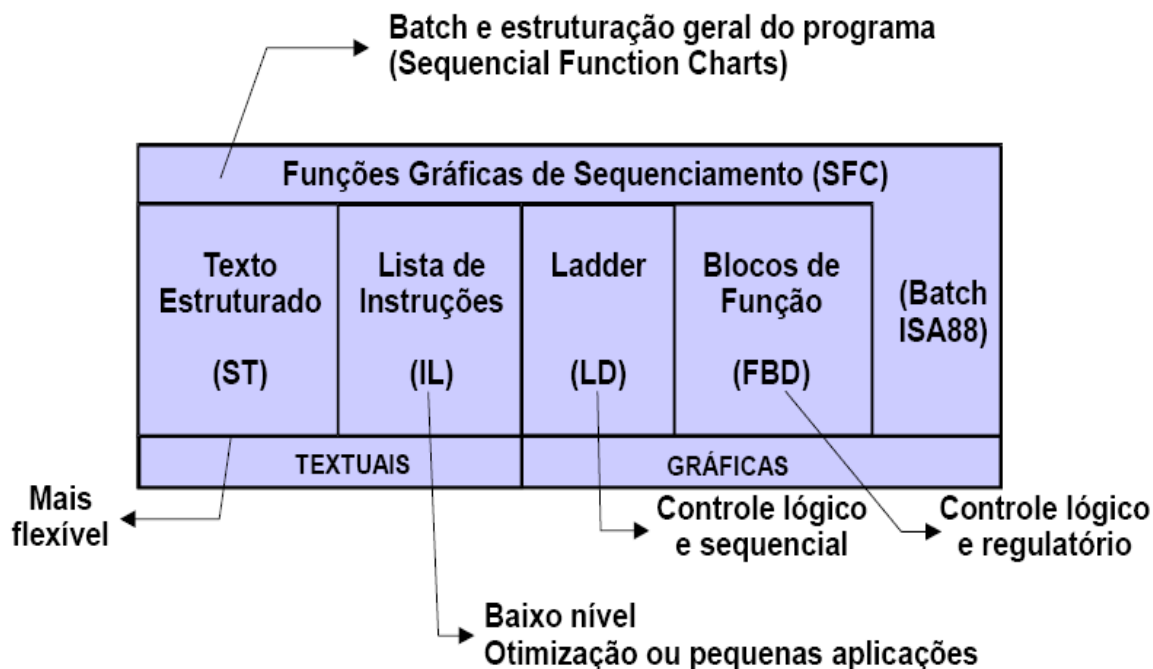 Batch e estruturação geral do programa
(Sequencial Function Charts)
Funções Gráficas de Sequenciamento (SFC)
Texto
Estruturado
(ST)
Lista de
Instruções
(IL)
Ladder
(LD)
Blocos de
Função
(FBD)
(Batch
ISA88)
TEXTUAIS
GRÁFICAS
Mais
flexível
Controle lógico
e sequencial
Controle lógico
e regulatório
Baixo nível
Otimização ou pequenas aplicações